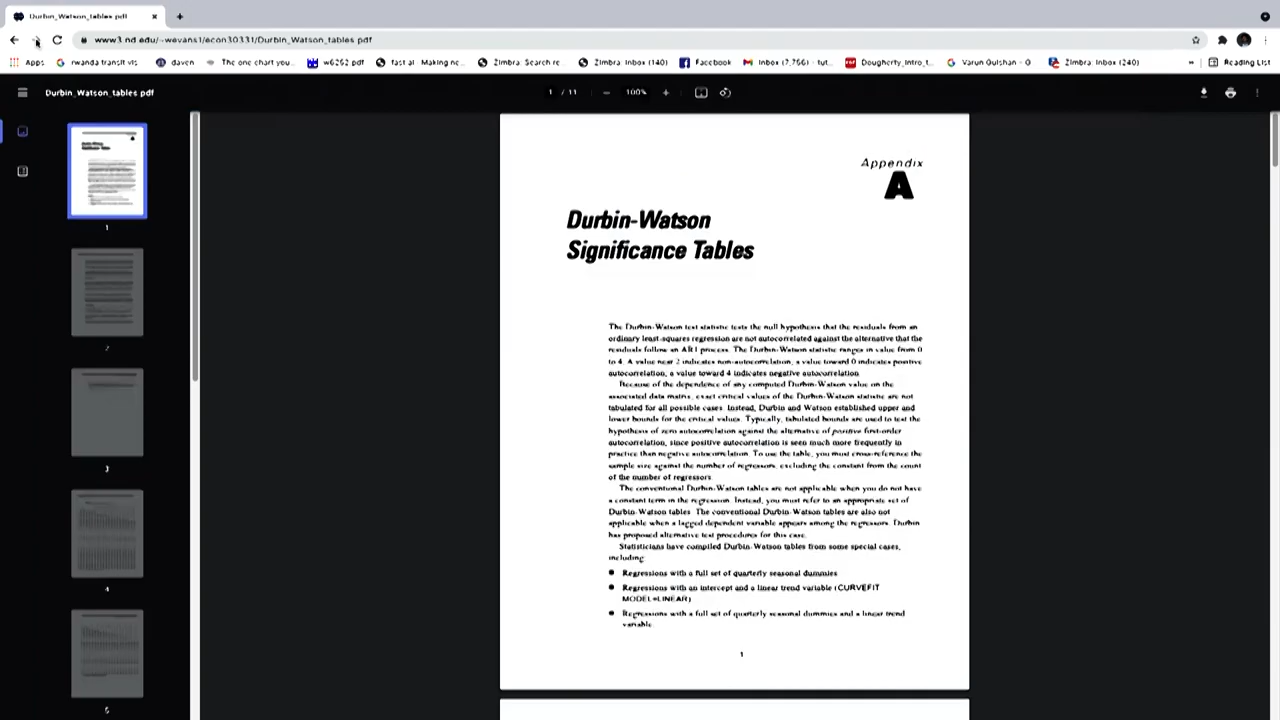 Durbin_Watson_tables pdf
www3 nd.edu/~wevans1/econ30331/Durbin_Watson_tables pdf
Apps rwanda transit vis daven The one chart you... w6252 pdf fast ai Making ne... Zimbra: Search re... Zimbra: Inbox (140) Facebook Inbox (7,756) - tut... Dougherty_Intro_t... Varun Gulshan - G Zimbra: Inbox (240) » Reading List
Durbin_Watson_tables pdf 1 / 11 − 100% +
1
2
3
4
5
Appendix
A
Durbin-Watson
Significance Tables
The Durbin-Watson test statistic tests the null hypothesis that the residuals from an
ordinary least-squares regression are not autocorrelated against the alternative that the
residuals follow an AR1 process. The Durbin-Watson statistic ranges in value from 0
to 4. A value near 2 indicates non-autocorrelation, a value toward 0 indicates positive
autocorrelation, a value toward 4 indicates negative autocorrelation
Because of the dependence of any computed Durbin-Watson value on the
associated data matrix, exact critical values of the Durbin-Watson statistic are not
tabulated for all possible cases. Instead, Durbin and Watson established upper and
lower bounds for the critical values. Typically, tabulated bounds are used to test the
hypothesis of zero autocorrelation against the alternative of positive first-order
autocorrelation, since positive autocorrelation is seen much more frequently in
practice than negative autocorrelation. To use the table, you must cross-reference the
sample size against the number of regressors, excluding the constant from the count
of the number of regressors
The conventional Durbin-Watson tables are not applicable when you do not have
a constant term in the regression. Instead, you must refer to an appropriate set of
Durbin-Watson tables. The conventional Durbin-Watson tables are also not
applicable when a lagged dependent variable appears among the regressors. Durbin
has proposed alternative test procedures for this case.
Statisticians have compiled Durbin-Watson tables from some special cases,
including:
● Regressions with a full set of quarterly seasonal dummies
● Regressions with an intercept and a linear trend variable (CURVEFIT
MODEL=LINEAR)
● Regressions with a full set of quarterly seasonal dummies and a linear trend
variable
1